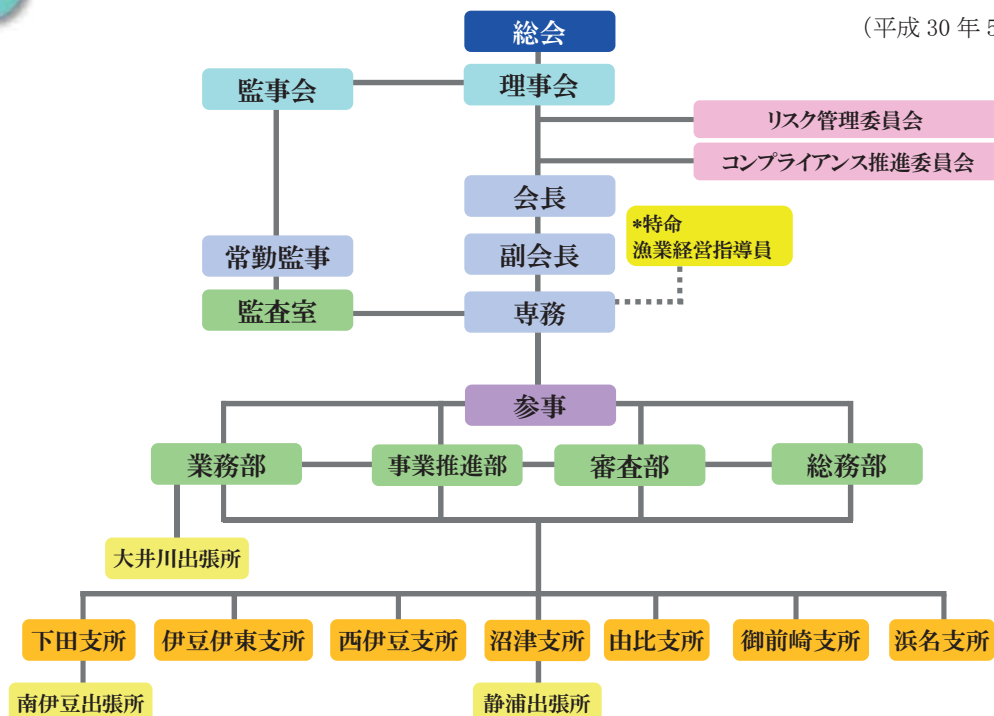 総会
(平成 30 年 5
監事会
理事会
リスク管理委員会
コンプライアンス推進委員会
会長
*特命
漁業経営指導員
常勤監事
副会長
監査室
専務
参事
業務部
事業推進部
審査部
総務部
大井川出張所
下田支所
伊豆伊東支所
西伊豆支所
沼津支所
由比支所
御前崎支所
浜名支所
南伊豆出張所
静浦出張所